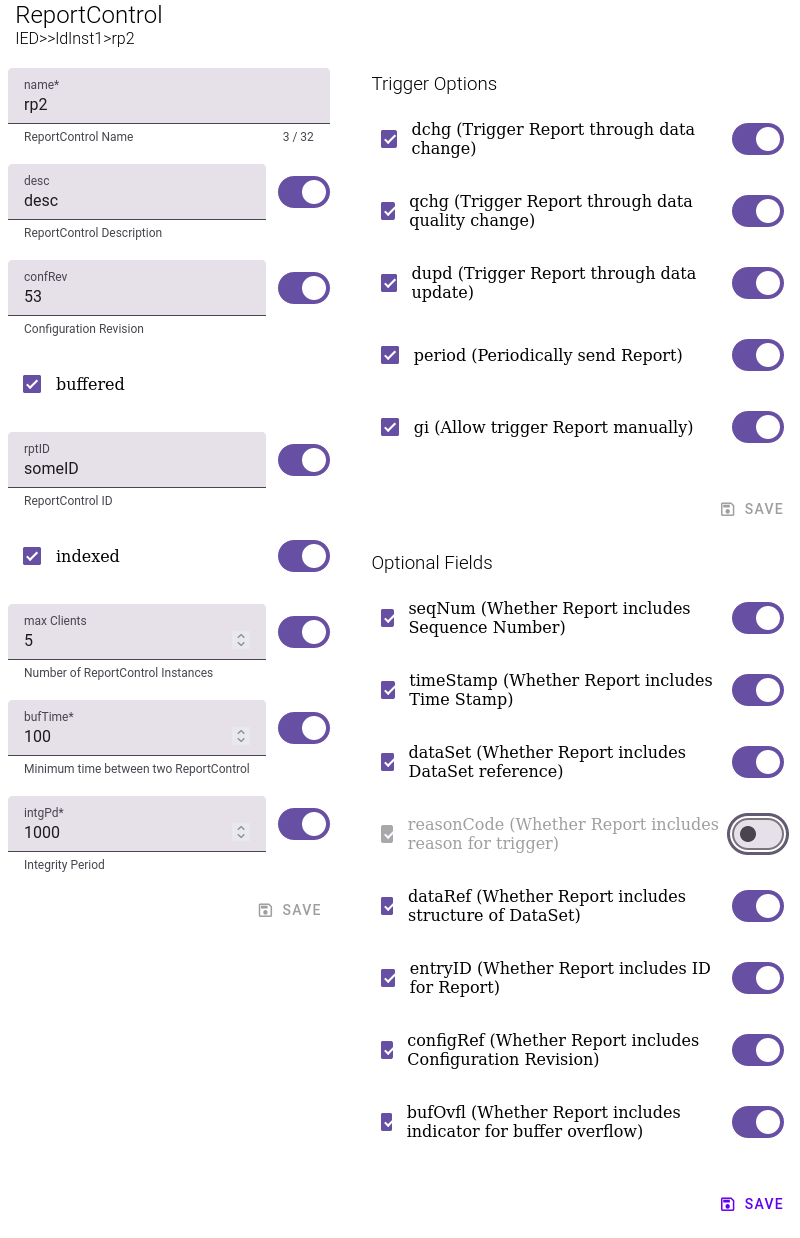 ReportControl
IED>>ldInst1>rp2
name*
rp2
ReportControl Name
3 / 32
desc
desc
ReportControl Description
confRev
53
Configuration Revision
buffered
rptID
someID
ReportControl ID
indexed
max Clients
5
Number of ReportControl Instances
bufTime*
100
Minimum time between two ReportControl
intgPd*
1000
Integrity Period
SAVE
Trigger Options
dchg (Trigger Report through data
change)
qchg (Trigger Report through data
quality change)
dupd (Trigger Report through data
update)
period (Periodically send Report)
gi (Allow trigger Report manually)
SAVE
Optional Fields
seqNum (Whether Report includes
Sequence Number)
timeStamp (Whether Report includes
Time Stamp)
dataSet (Whether Report includes
DataSet reference)
reasonCode (Whether Report includes
reason for trigger)
dataRef (Whether Report includes
structure of DataSet)
entryID (Whether Report includes ID
for Report)
configRef (Whether Report includes
Configuration Revision)
bufOvfl (Whether Report includes
indicator for buffer overflow)
SAVE